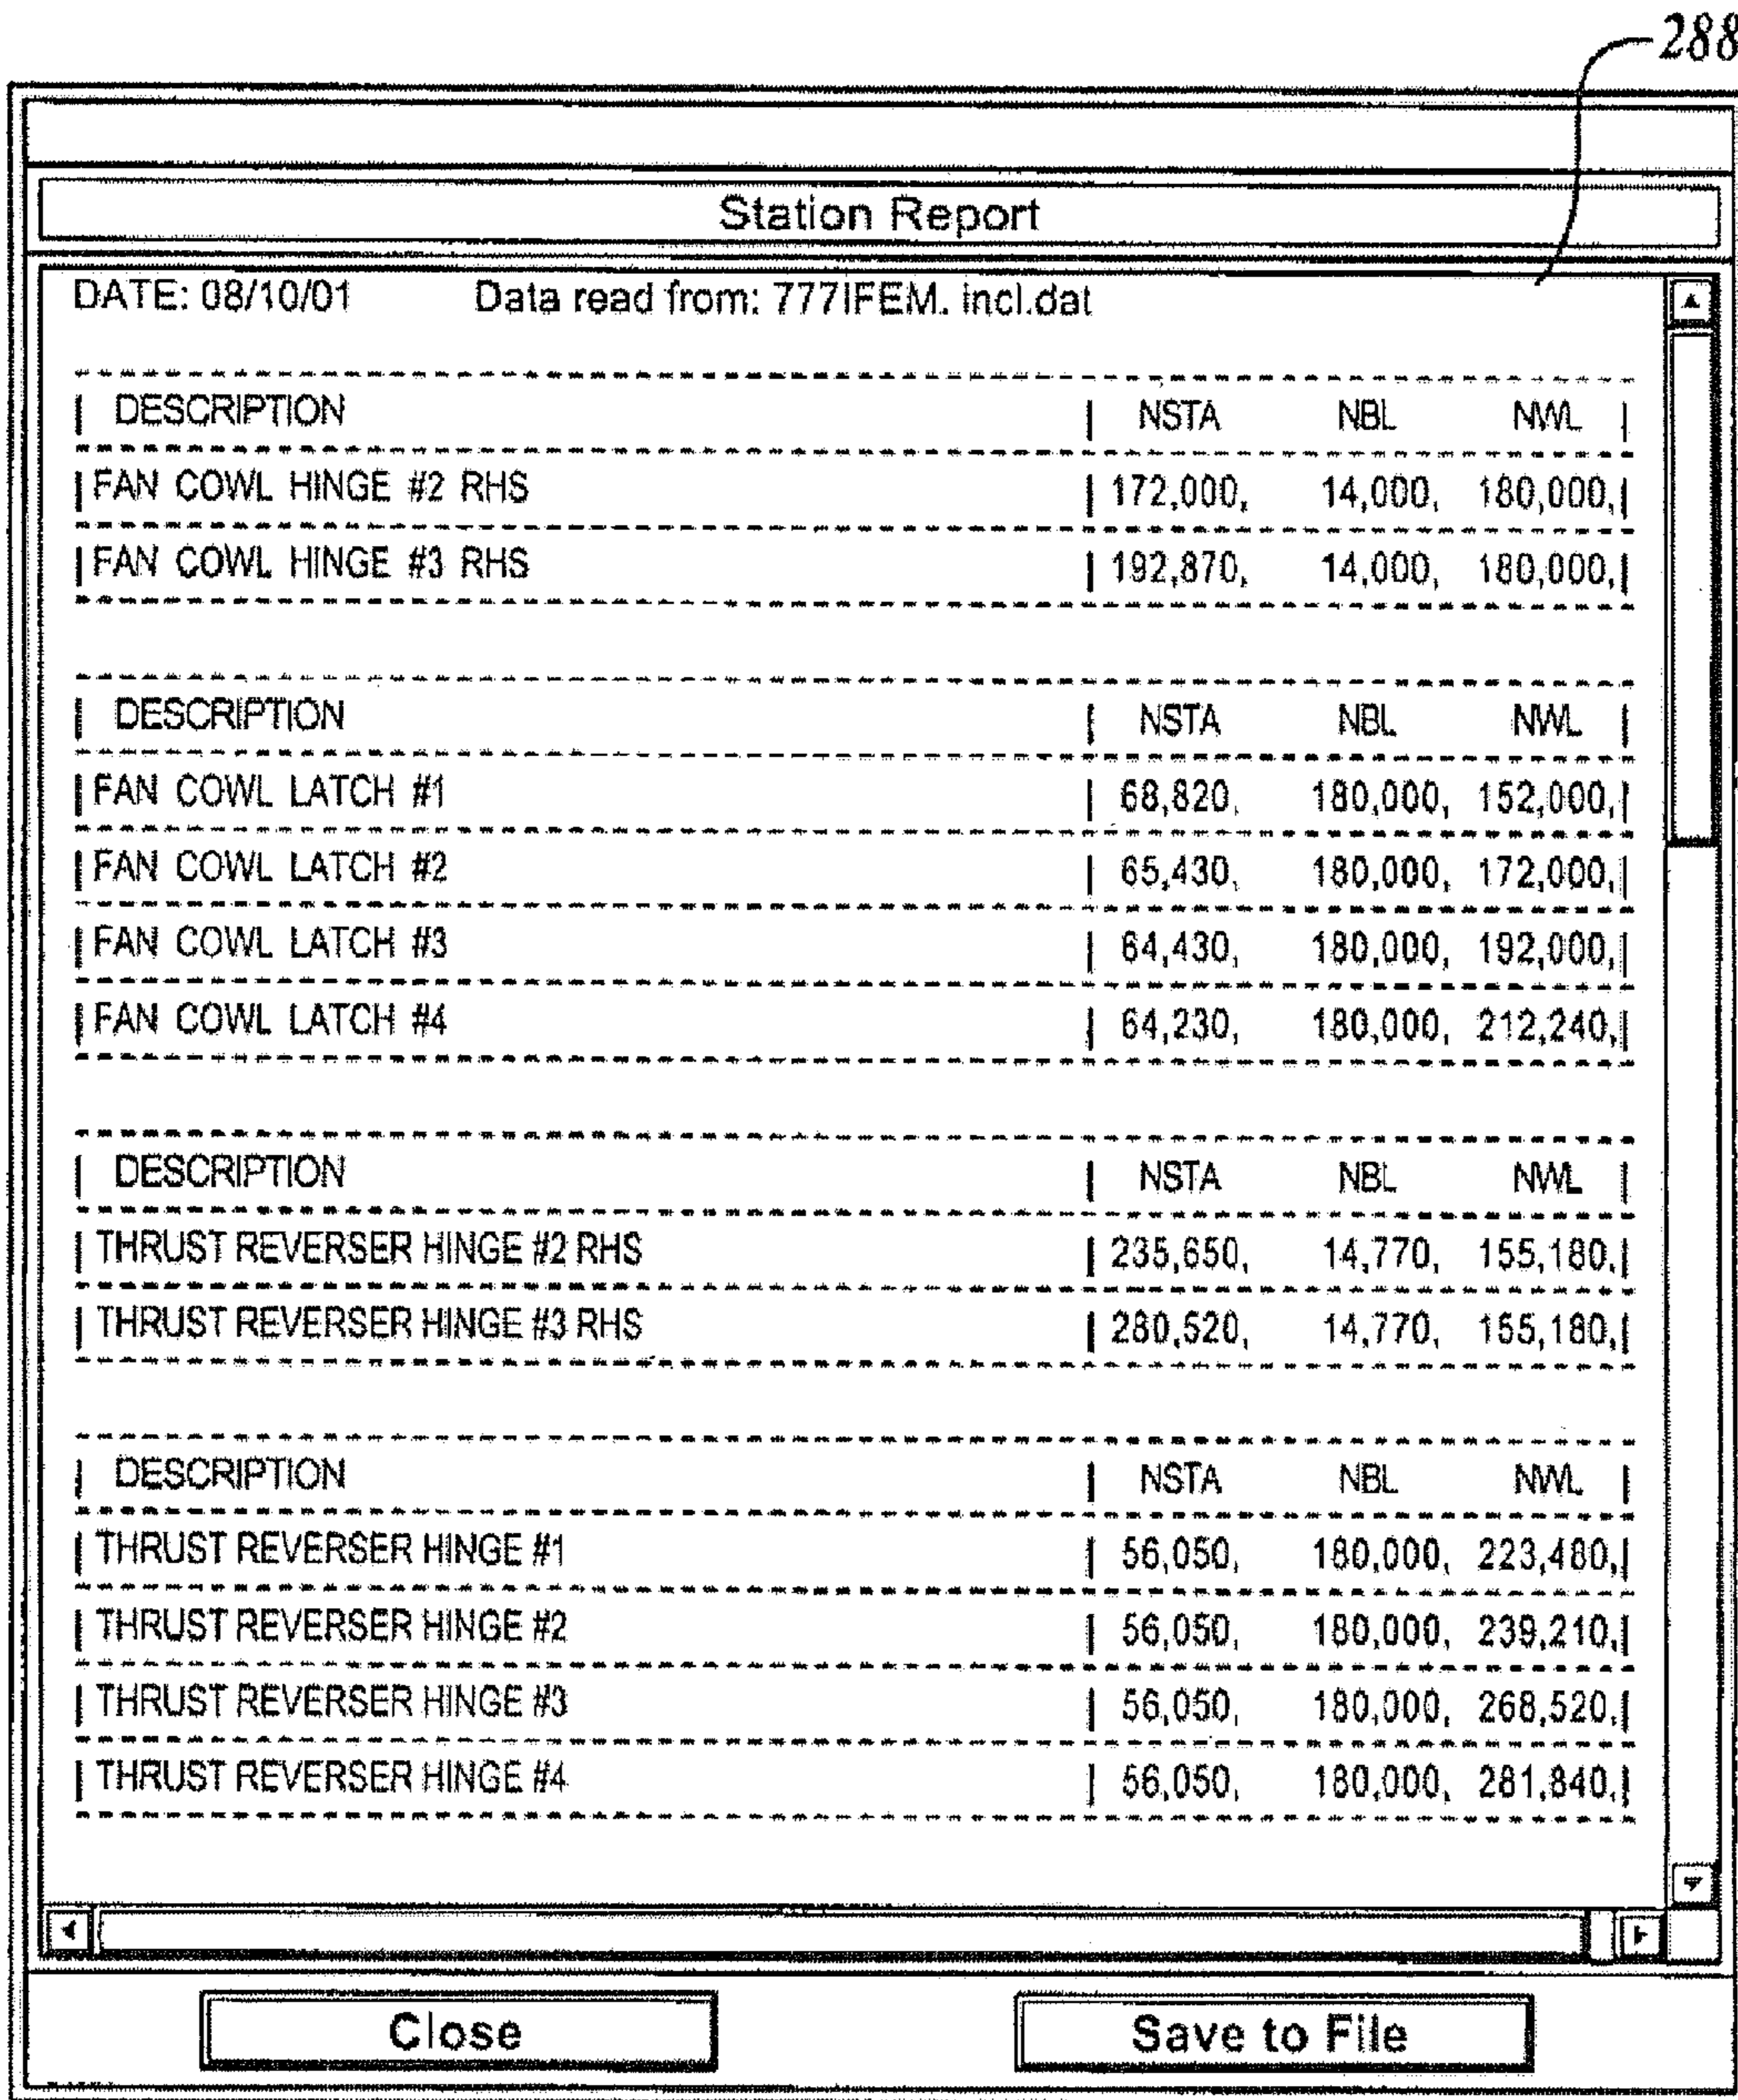 288
Station Report
DATE: 08/10/01 Data read from: 777IFEM. incl.dat
| DESCRIPTION | NSTA NBL NWL |
| FAN COWL HINGE #2 RHS | 172,000, 14,000, 180,000, |
| FAN COWL HINGE #3 RHS | 192,870, 14,000, 180,000, |
| DESCRIPTION | NSTA NBL NWL |
| FAN COWL LATCH #1 | 68,820, 180,000, 152,000, |
| FAN COWL LATCH #2 | 65,430, 180,000, 172,000, |
| FAN COWL LATCH #3 | 64,430, 180,000, 192,000, |
| FAN COWL LATCH #4 | 64,230, 180,000, 212,240, |
| DESCRIPTION | NSTA NBL NWL |
| THRUST REVERSER HINGE #2 RHS | 235,650, 14,770, 155,180, |
| THRUST REVERSER HINGE #3 RHS | 280,520, 14,770, 155,180, |
| DESCRIPTION | NSTA NBL NWL |
| THRUST REVERSER HINGE #1 | 56,050, 180,000, 223,480, |
| THRUST REVERSER HINGE #2 | 56,050, 180,000, 239,210, |
| THRUST REVERSER HINGE #3 | 56,050, 180,000, 268,520, |
| THRUST REVERSER HINGE #4 | 56,050, 180,000, 281,840, |
Close Save to File